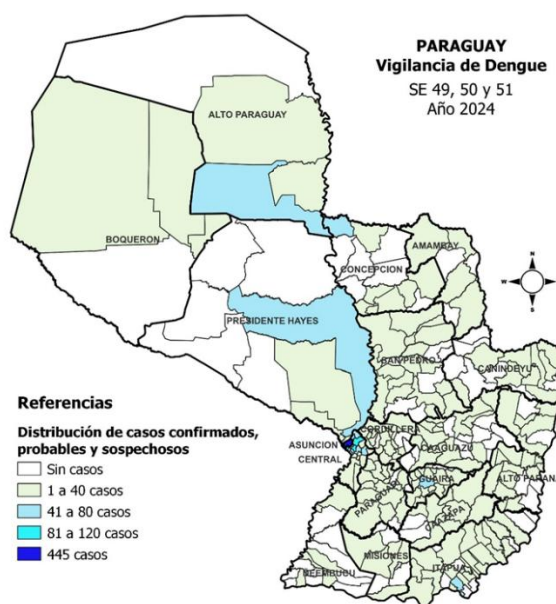 PARAGUAY
Vigilancia de Dengue
SE 49, 50 y 51
Año 2024
ALTO PARAGUAY
BOQUERON
AMAMBAY
CONCEPCION
N
W
E
S
PRESIDENTE HAYES
SAN PEDRO
CANINDEYU
Referencias
Distribución de casos confirmados,
probables y sospechosos
Sin casos
1 a 40 casos
41 a 80 casos
81 a 120 casos
445 casos
CORDILLERA
ASUNCION
CENTRAL
CAAGUAZU
GUAIRA
ALTO PARANA
PARAGUARI
CAAZAPA
MISIONES
ITAPUA
ÑEEMBUCU